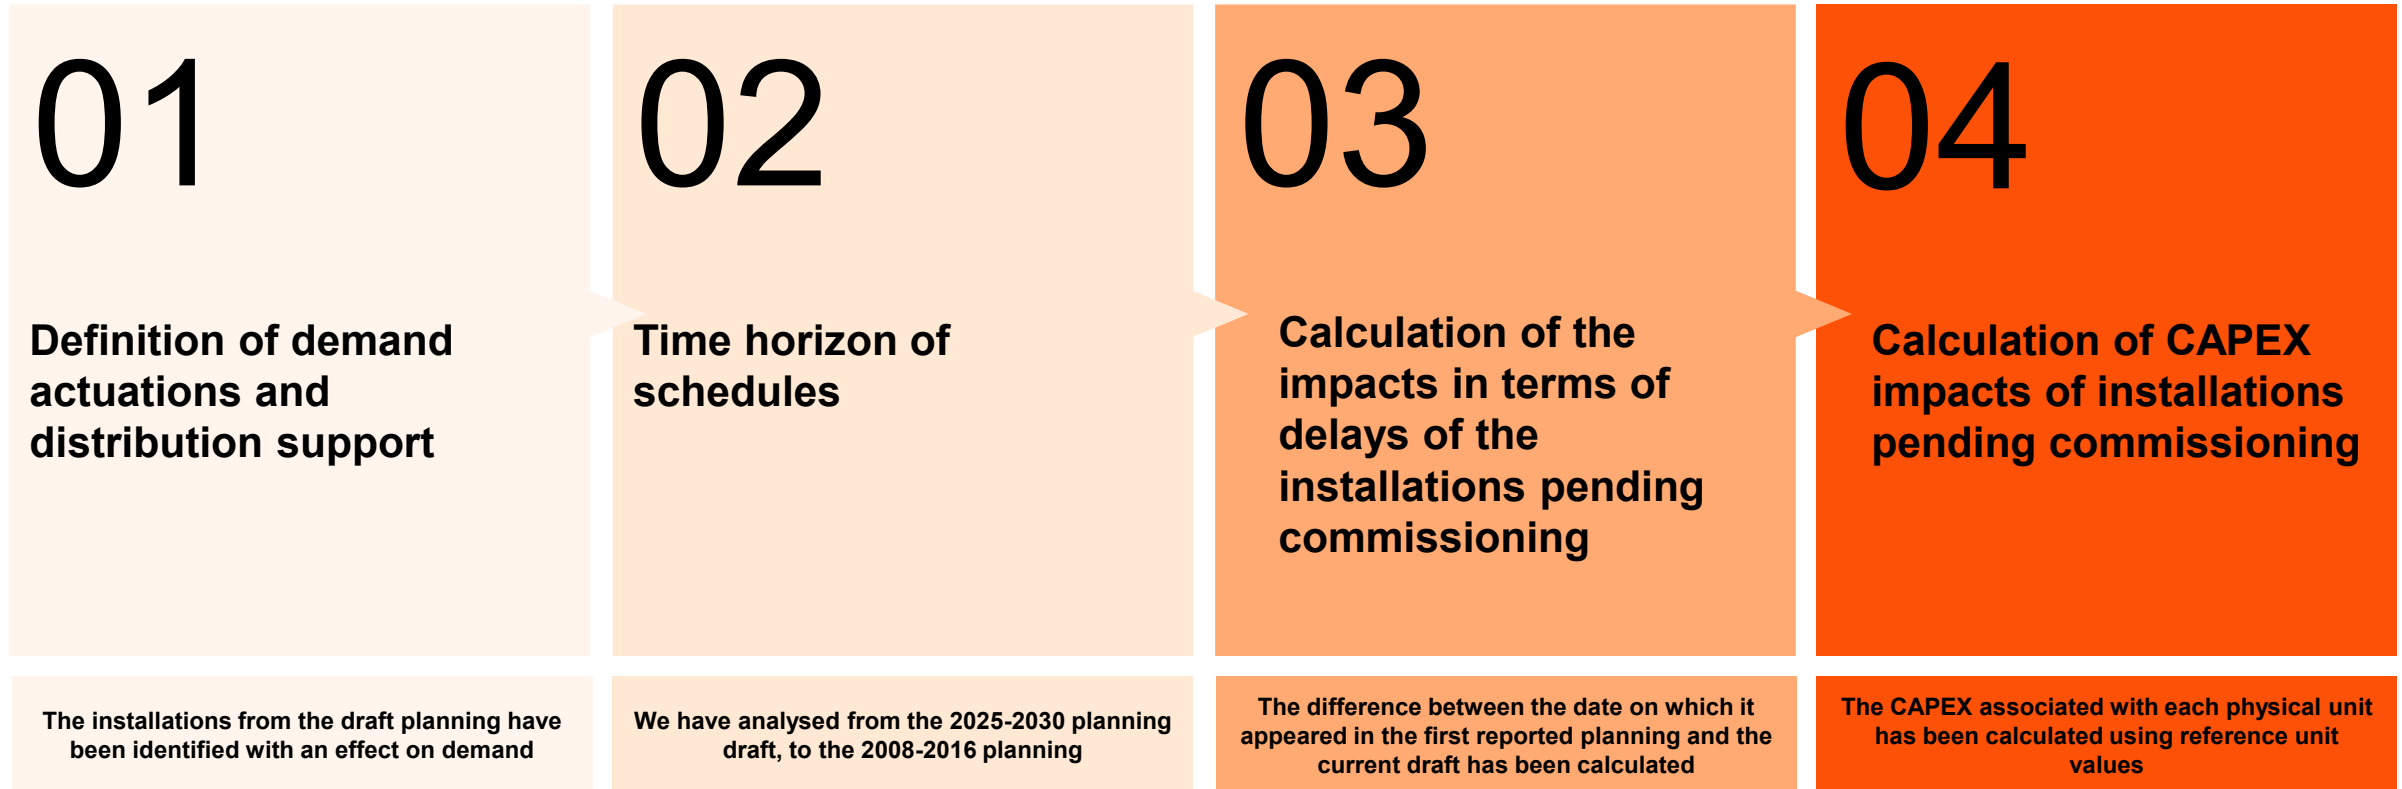 01
Definition of demand
actuations and
distribution support
The installations from the draft planning have
been identified with an effect on demand
02
Time horizon of
schedules
We have analysed from the 2025-2030 planning
draft, to the 2008-2016 planning
03
Calculation of the
impacts in terms of
delays of the
installations pending
commissioning
The difference between the date on which it
appeared in the first reported planning and the
current draft has been calculated
04
Calculation of CAPEX
impacts of installations
pending commissioning
The CAPEX associated with each physical unit
has been calculated using reference unit
values